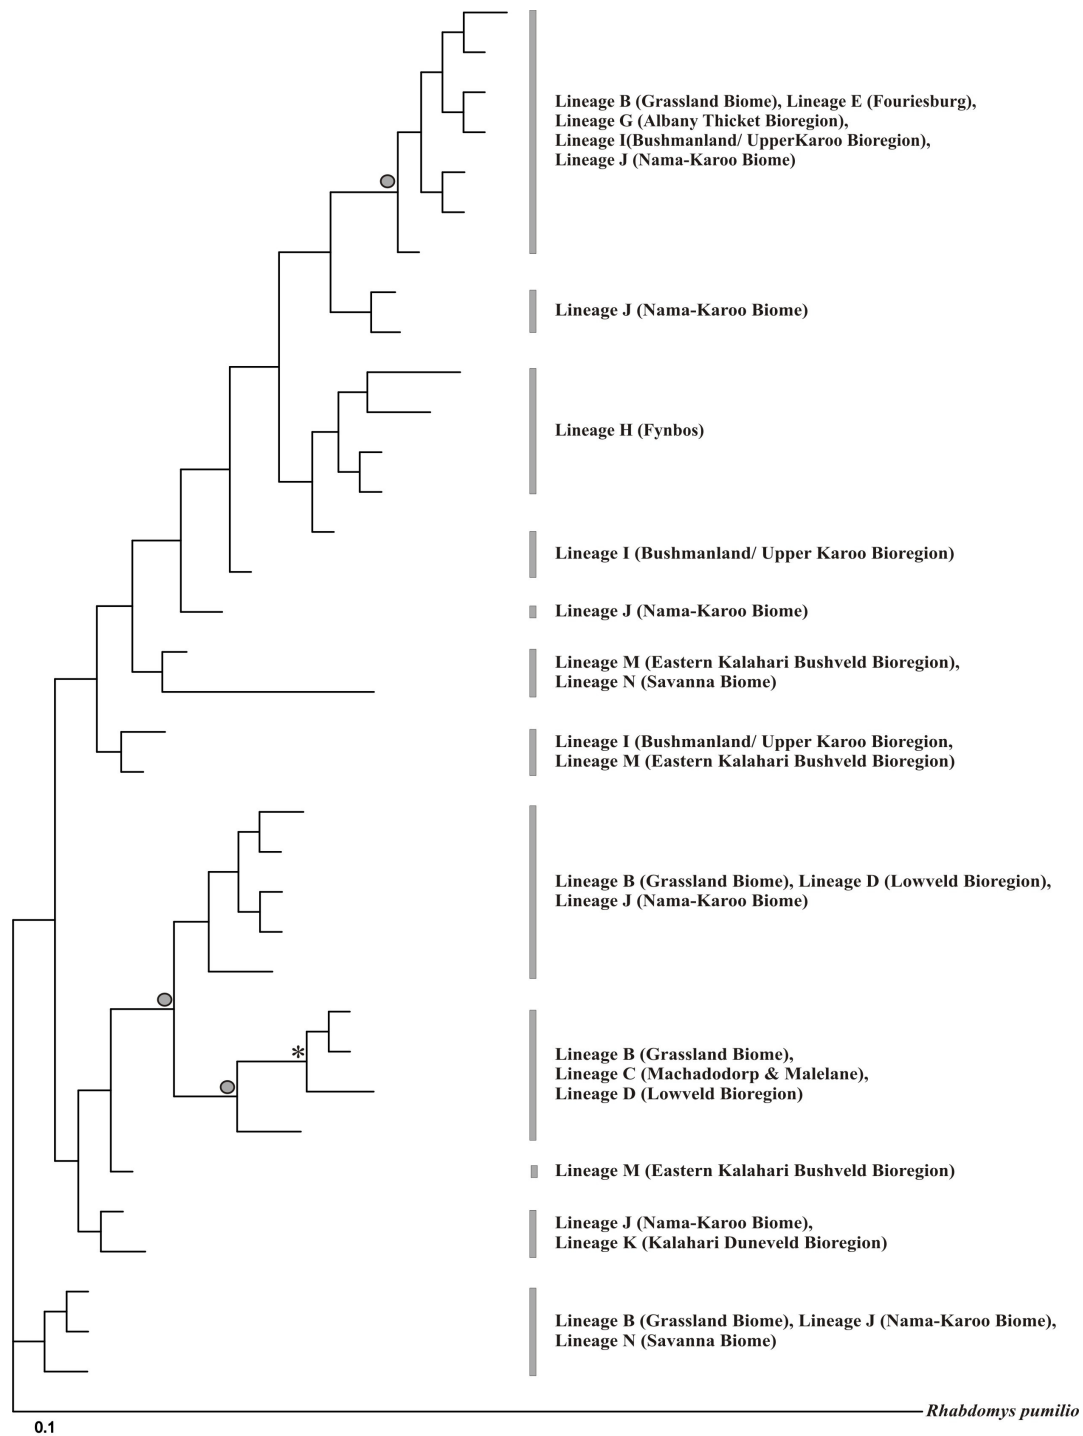 Lineage B (Grassland Biome), Lineage E (Fouriesburg),
Lineage G (Albany Thicket Bioregion),
Lineage I(Bushmanland/ UpperKaroo Bioregion),
Lineage J (Nama-Karoo Biome)
Lineage J (Nama-Karoo Biome)
Lineage H (Fynbos)
Lineage I (Bushmanland/ Upper Karoo Bioregion)
Lineage J (Nama-Karoo Biome)
Lineage M (Eastern Kalahari Bushveld Bioregion),
Lineage N (Savanna Biome)
Lineage I (Bushmanland/ Upper Karoo Bioregion,
Lineage M (Eastern Kalahari Bushveld Bioregion)
Lineage B (Grassland Biome), Lineage D (Lowveld Bioregion),
Lineage J (Nama-Karoo Biome)
*
Lineage B (Grassland Biome),
Lineage C (Machadodorp & Malelane),
Lineage D (Lowveld Bioregion)
Lineage M (Eastern Kalahari Bushveld Bioregion)
Lineage J (Nama-Karoo Biome),
Lineage K (Kalahari Duneveld Bioregion)
Lineage B (Grassland Biome), Lineage J (Nama-Karoo Biome),
Lineage N (Savanna Biome)
Rhabdomys pumilio
0.1